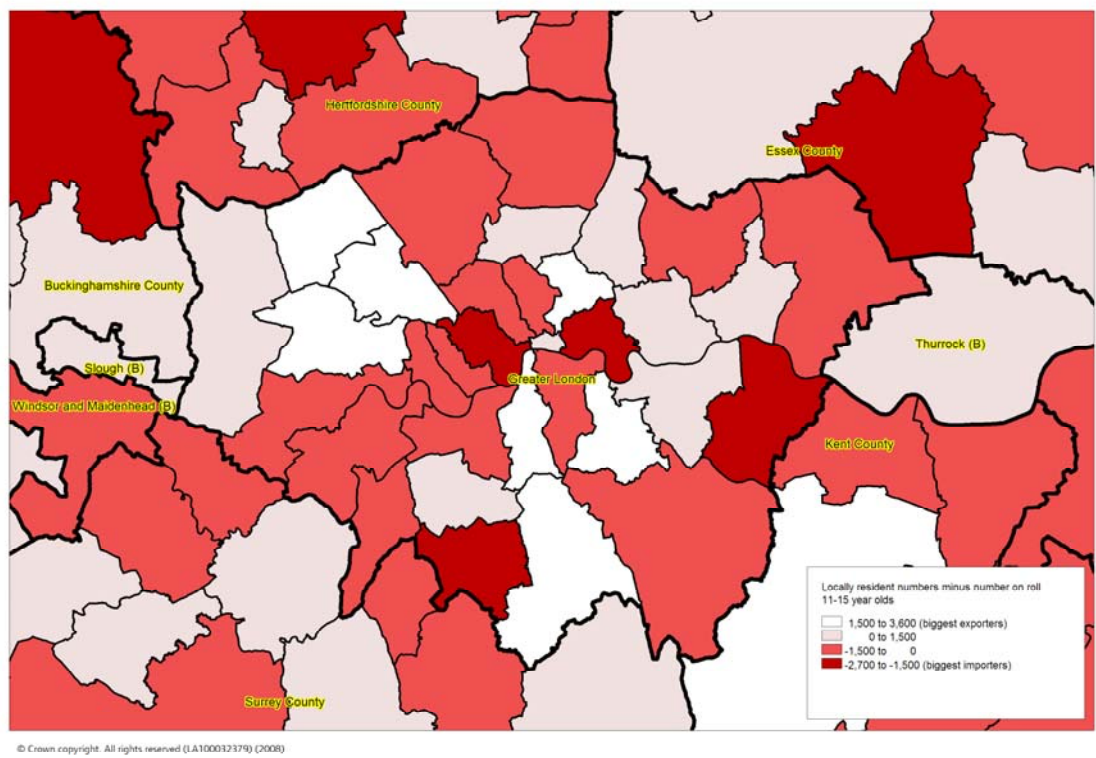 Hertfordshire County
Essex County
Buckinghamshire County
Slough (B)
Thurrock (B)
Greater London
Windsor and Maidenhead (B)
Kent County
Surrey County
Locally resident numbers minus number on roll
11-15 year olds
1,500 to 3,600 (biggest exporters)
0 to 1,500
-1,500 to 0
-2,700 to -1,500 (biggest importers)
© Crown copyright. All rights reserved (LA100032379) (2008)